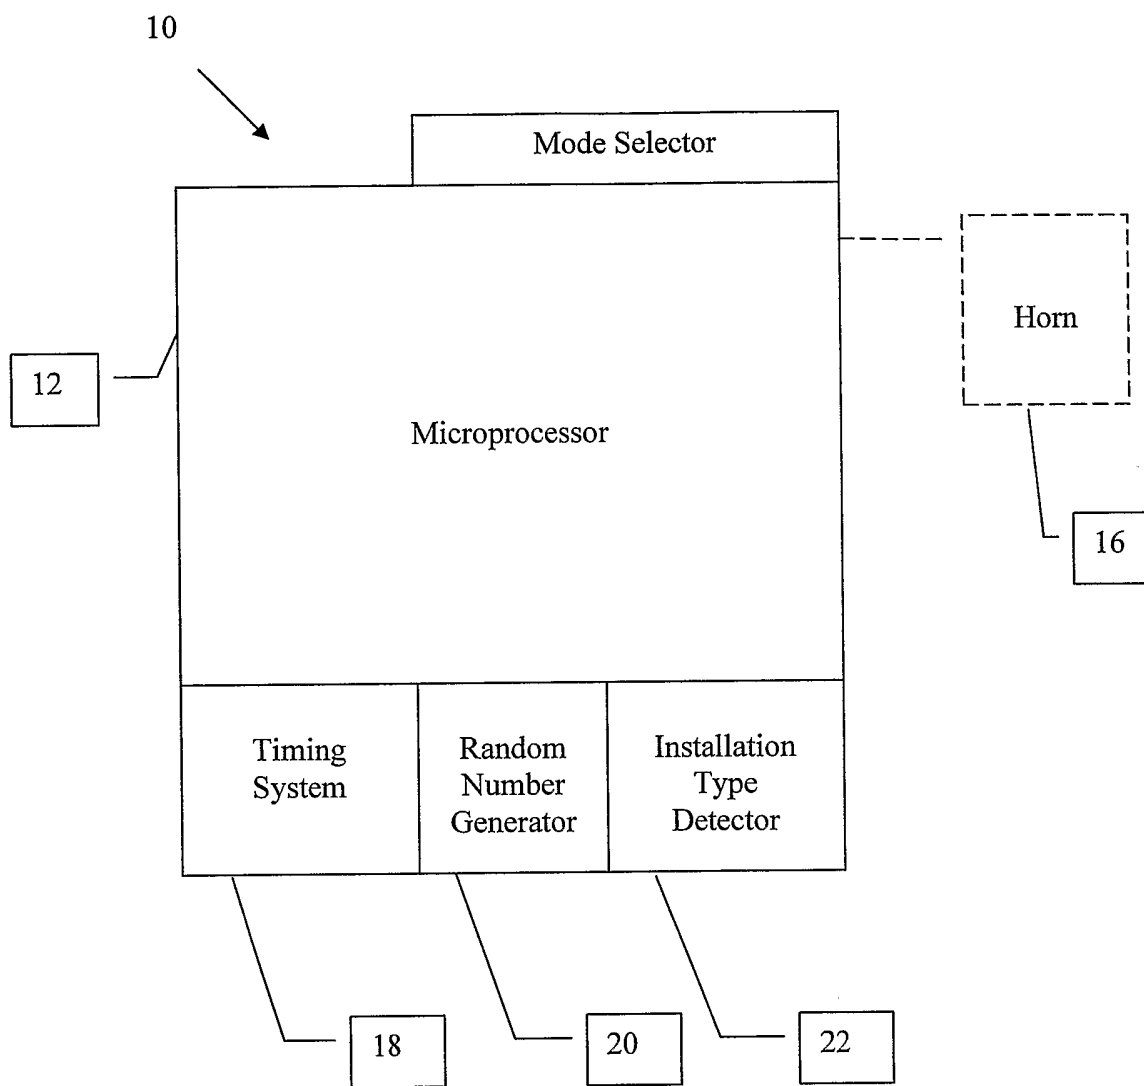 10
Mode Selector
Horn
12
Microprocessor
16
Timing
System
Random
Number
Generator
Installation
Type
Detector
18
20
22